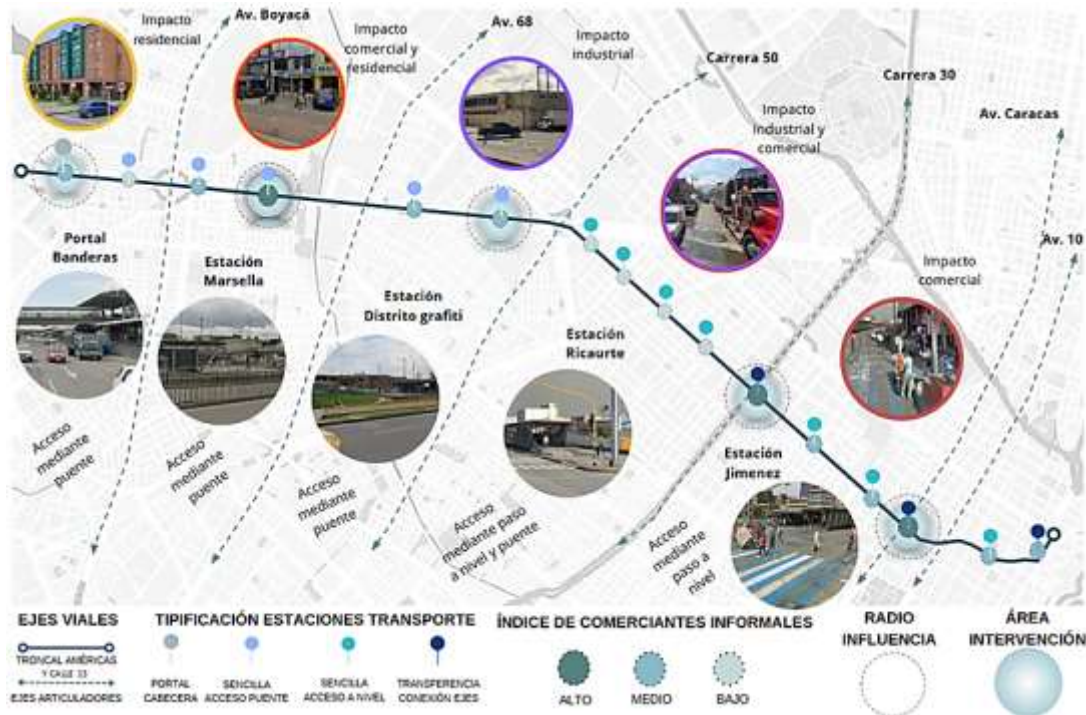 Impacto
residencial
Av. Boyacá
Impacto
comercial y
residencial
Av. 68
Impacto
industrial
Carrera 50
Impacto
Industrial y
comercial
Carrera 30
Av. Caracas
Av. 10
Impacto
comercial
Portal
Banderas
Estación
Marsella
Estación
Distrito grafiti
Estación
Ricaurte
Estación
Jimenez
Acceso
mediante
puente
Acceso
mediante
puente
Acceso
mediante
puente
Acceso
mediante paso
a nivel y puente
Acceso
mediante
paso a
nivel
EJES VIALES
TRONCAL AMÉRICAS
Y CALLE 13
EJES ARTICULADORES
TIPIFICACIÓN ESTACIONES TRANSPORTE
PORTAL
CABECERA
SENCILLA
ACCESO PUENTE
SENCILLA
ACCESO A NIVEL
TRANSFERENCIA
CONEXIÓN EJES
ÍNDICE DE COMERCIANTES INFORMALES
ALTO
MEDIO
BAJO
RADIO
INFLUENCIA
ÁREA
INTERVENCIÓN